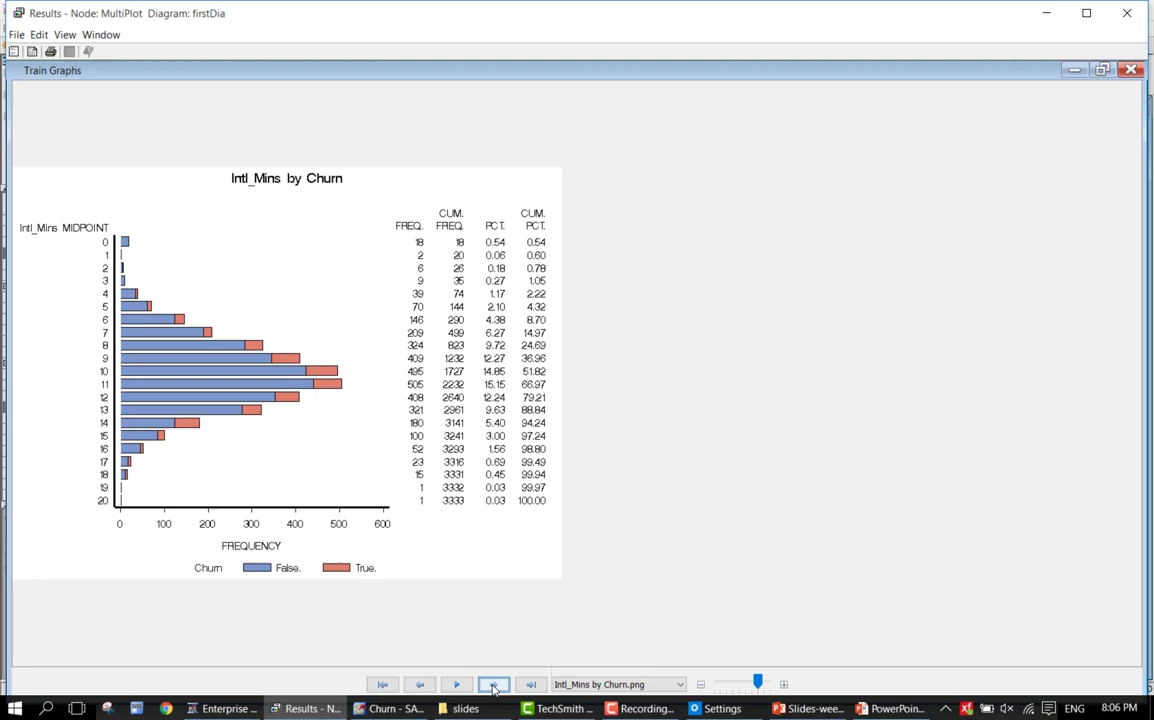 Results - Node: MultiPlot Diagram: firstDia
File Edit View Window
Train Graphs
Intl_Mins by Churn
CUM. CUM.
Intl_Mins MIDPOINT FREQ. FREQ. PCT. PCT.
0 18 18 0.54 0.54
1 2 20 0.06 0.60
2 6 26 0.18 0.78
3 9 35 0.27 1.05
4 39 74 1.17 2.22
5 70 144 2.10 4.32
6 146 290 4.38 8.70
7 209 499 6.27 14.97
8 324 823 9.72 24.69
9 409 1232 12.27 36.96
10 495 1727 14.85 51.82
11 505 2232 15.15 66.97
12 408 2640 12.24 79.21
13 321 2961 9.63 88.84
14 180 3141 5.40 94.24
15 100 3241 3.00 97.24
16 52 3293 1.56 98.80
17 23 3316 0.69 99.49
18 15 3331 0.45 99.94
19 1 3332 0.03 99.97
20 1 3333 0.03 100.00
0 100 200 300 400 500 600
FREQUENCY
Churn False. True.
Intl_Mins by Churn.png
Enterprise ... Results - N... Churn - SA... slides TechSmith ... Recording... Settings Slides-wee... PowerPoin... ENG 8:06 PM